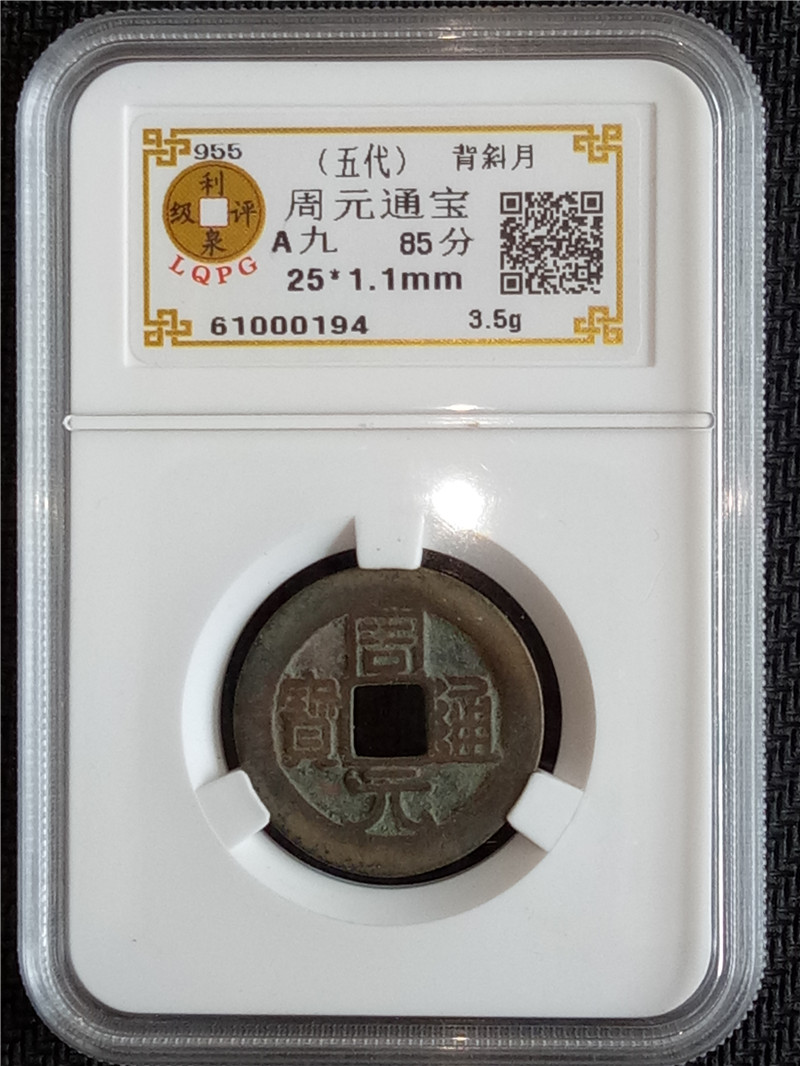 955 (五代) 背斜月
利泉评级
LQPG
周元通宝
A九 85分
25*1.1mm
61000194 3.5g
周元通寶